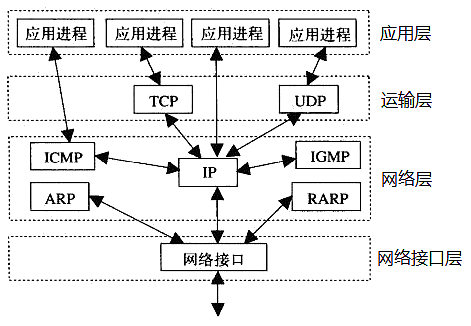 应用进程 应用进程 应用进程 应用进程 应用层
TCP UDP 运输层
ICMP IP IGMP 网络层
ARP RARP
网络接口 网络接口层